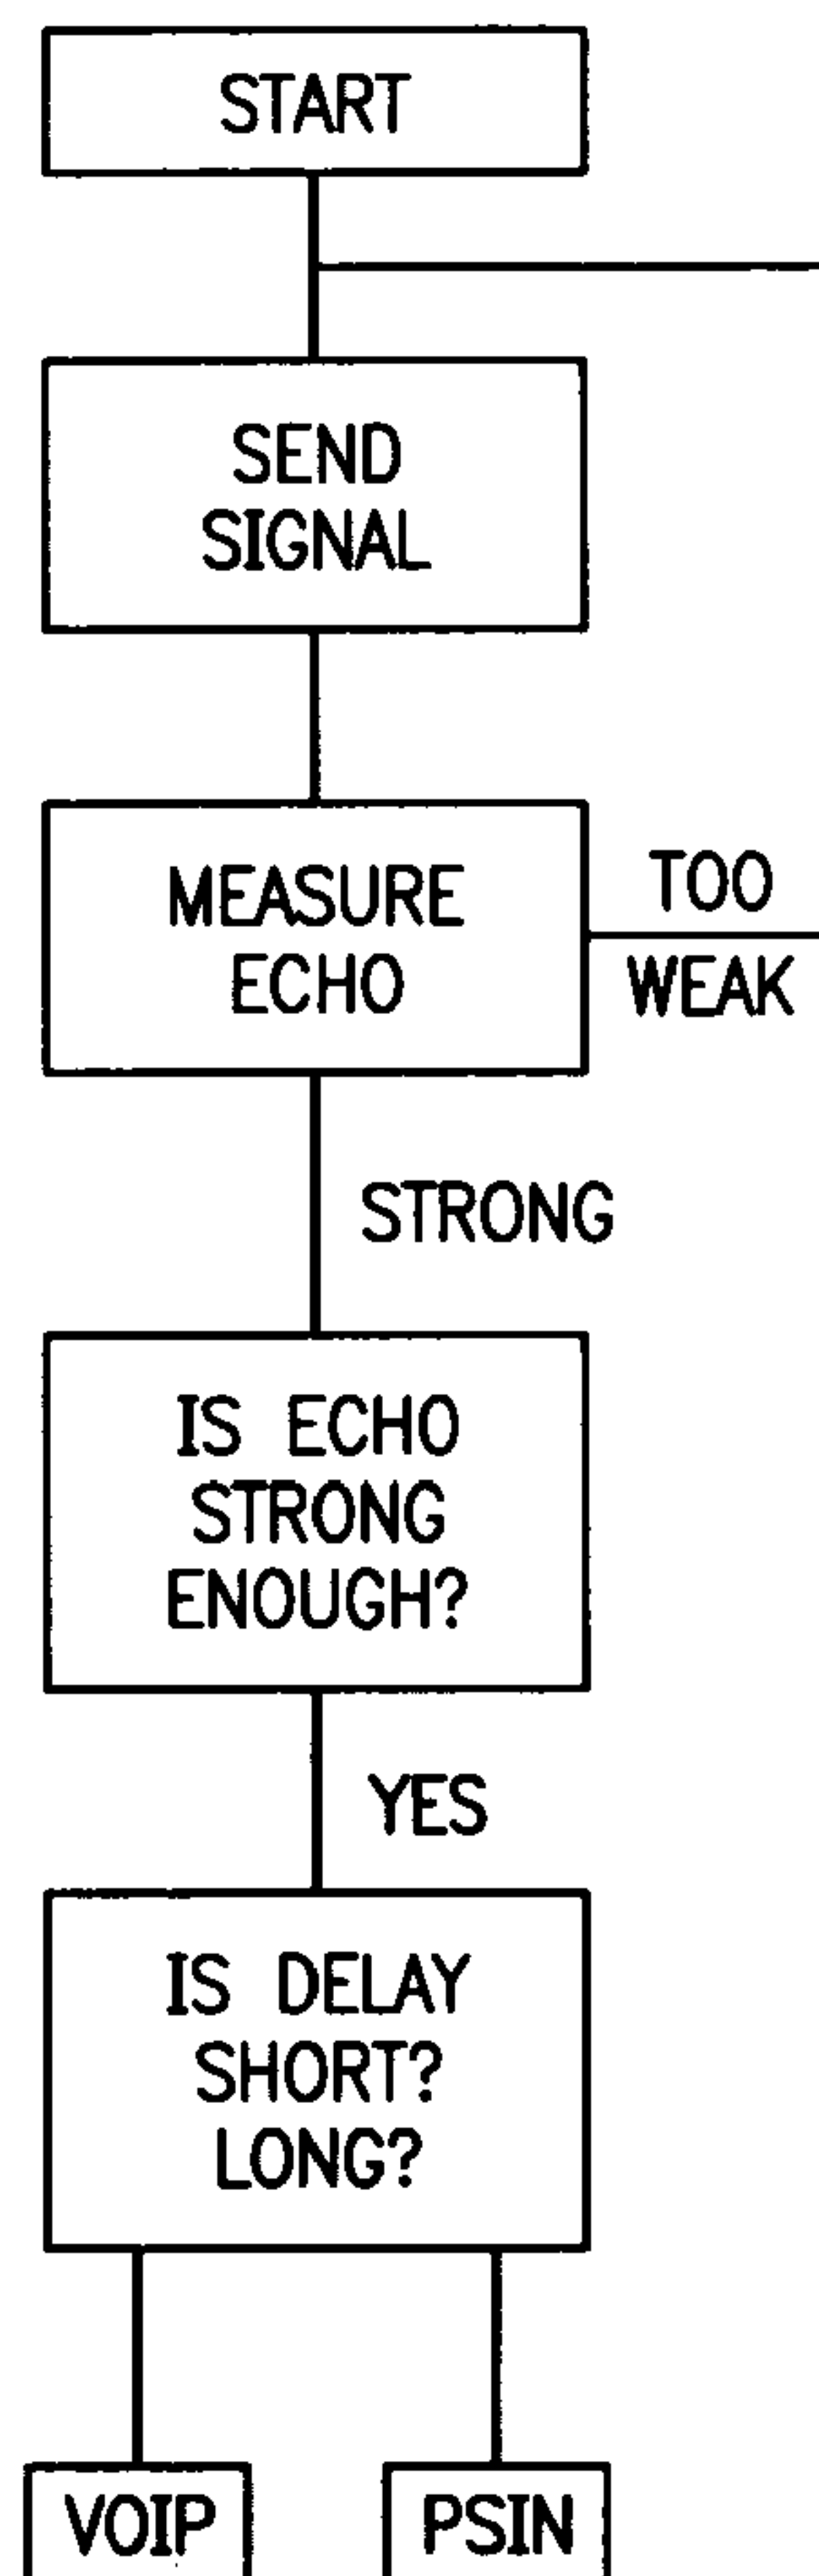 START
SEND
SIGNAL
MEASURE
ECHO
TOO
WEAK
STRONG
IS ECHO
STRONG
ENOUGH?
YES
IS DELAY
SHORT?
LONG?
VOIP
PSIN